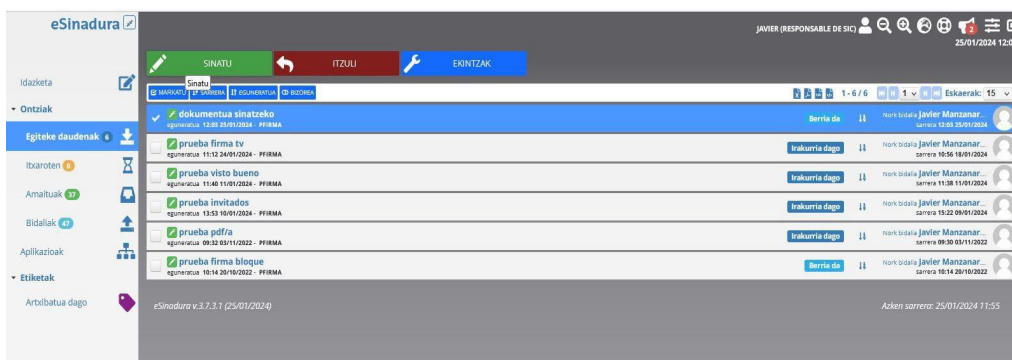 eSinadura
JAVIER (RESPONSABLE DE SIC)
2
25/01/2024 12:0
SINATU
ITZULI
EKINTZAK
Sinatu
Idazketa
Ontziak
Egiteke daudenak 6
Itxaroten 0
Amaituak 37
Bidaliak 47
Aplikazioak
Etiketak
Artxibatua dago
MARKATU SARRERA EGUNERATUA BIZOREA
1 - 6 / 6 1 Eskaerak: 15
dokumentua sinatzeko
eguneratua 12:03 25/01/2024 - PFIRMA
Berria da
Nork bidalia Javier Manzanar...
sarrera 12:03 25/01/2024
prueba firma tv
eguneratua 11:12 24/01/2024 - PFIRMA
Irakurria dago
Nork bidalia Javier Manzanar...
sarrera 10:56 18/01/2024
prueba visto bueno
eguneratua 11:40 11/01/2024 - PFIRMA
Irakurria dago
Nork bidalia Javier Manzanar...
sarrera 11:38 11/01/2024
prueba invitados
eguneratua 13:53 10/01/2024 - PFIRMA
Irakurria dago
Nork bidalia Javier Manzanar...
sarrera 15:22 09/01/2024
prueba pdf/a
eguneratua 09:32 03/11/2022 - PFIRMA
Irakurria dago
Nork bidalia Javier Manzanar...
sarrera 09:30 03/11/2022
prueba firma bloque
eguneratua 10:14 20/10/2022 - PFIRMA
Berria da
Nork bidalia Javier Manzanar...
sarrera 10:14 20/10/2022
eSinadura v.3.7.3.1 (25/01/2024)
Azken sarrera: 25/01/2024 11:55